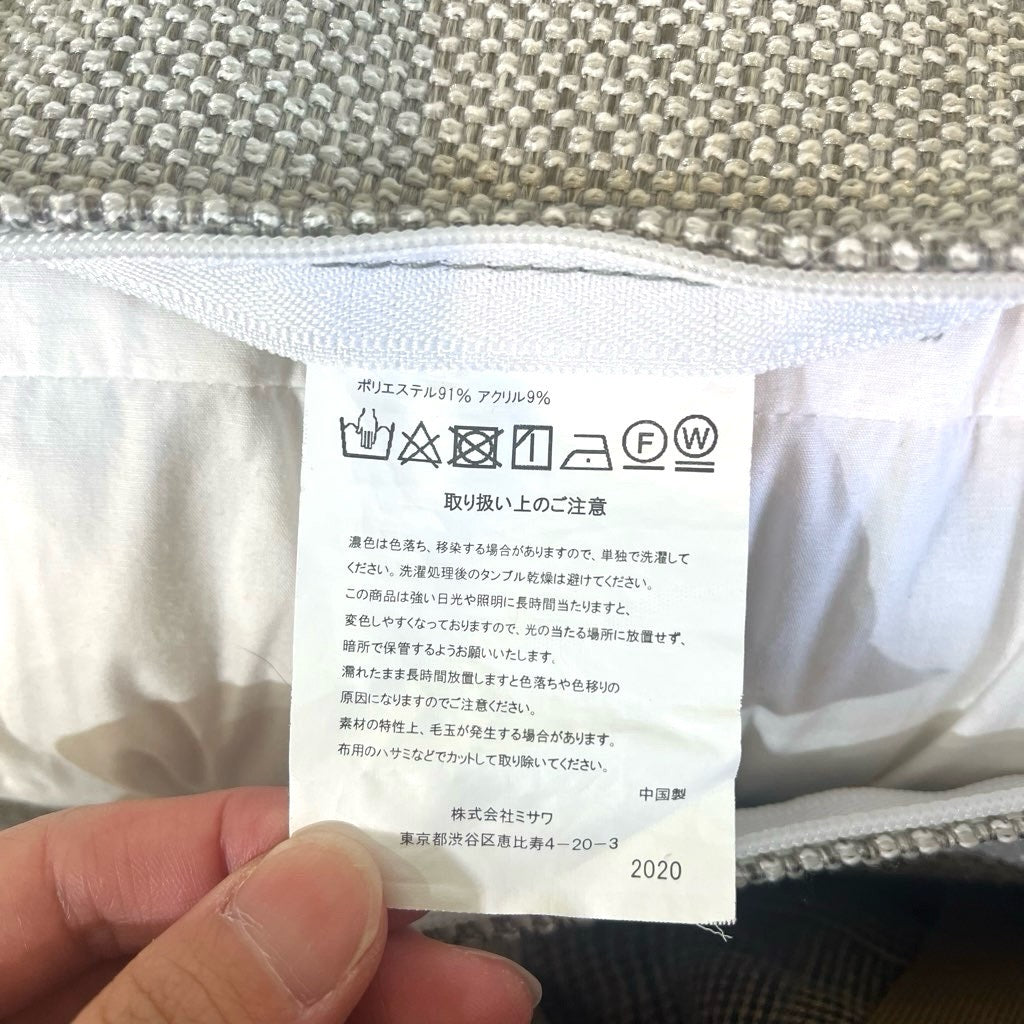 ポリエステル91% アクリル9%
F W
取り扱い上のご注意
濃色は色落ち、移染する場合がありますので、単独で洗濯して
ください。洗濯処理後のタンブル乾燥は避けてください。
この商品は強い日光や照明に長時間当たりますと、
変色しやすくなっておりますので、光の当たる場所に放置せず、
暗所で保管するようお願いいたします。
濡れたまま長時間放置しますと色落ちや色移りの
原因になりますのでご注意ください。
素材の特性上、毛玉が発生する場合があります。
布用のハサミなどでカットして取り除いてください。
中国製
株式会社ミサワ
東京都渋谷区恵比寿4-20-3
2020